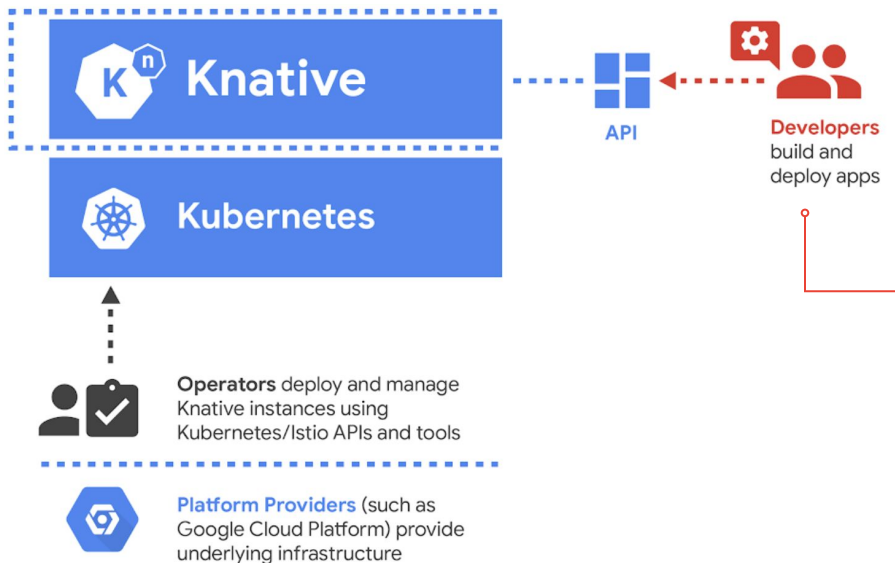 K n Knative
API
Developers
build and
deploy apps
Kubernetes
Operators deploy and manage
Knative instances using
Kubernetes/Istio APIs and tools
Platform Providers (such as
Google Cloud Platform) provide
underlying infrastructure